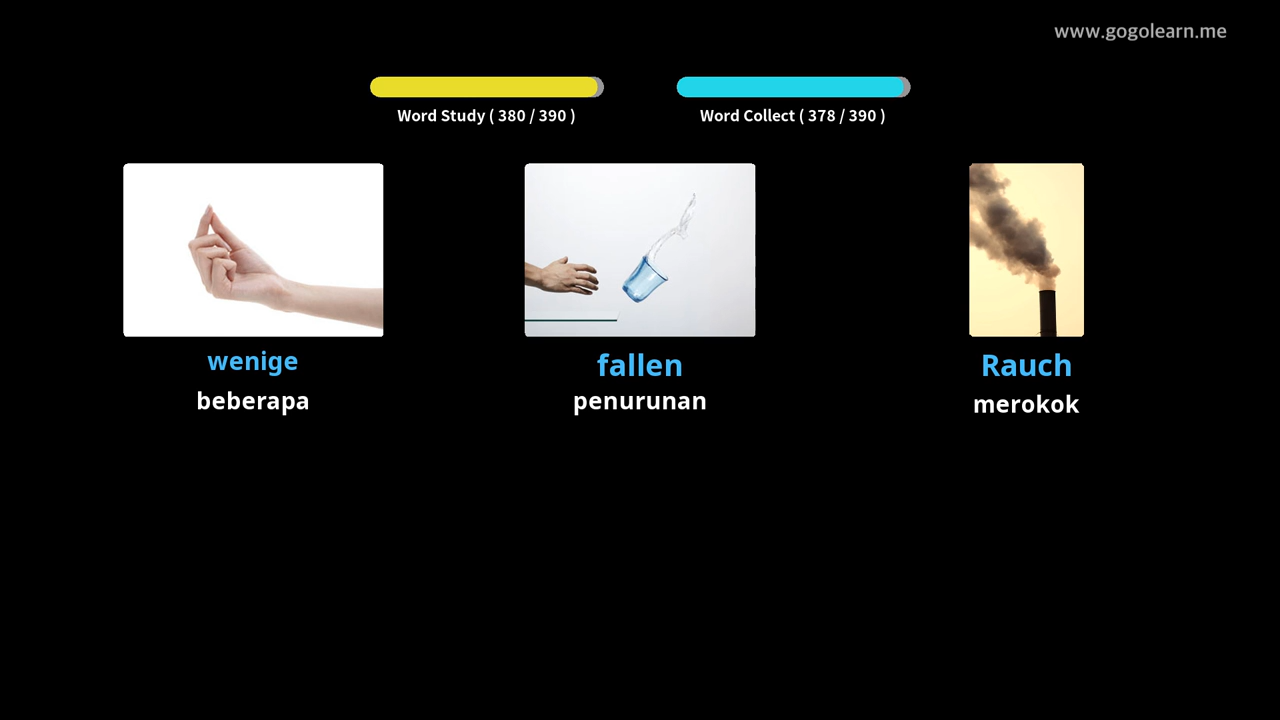 www.gogolearn.me
Word Study ( 380 / 390 )
Word Collect ( 378 / 390 )
wenige
beberapa
fallen
penurunan
Rauch
merokok